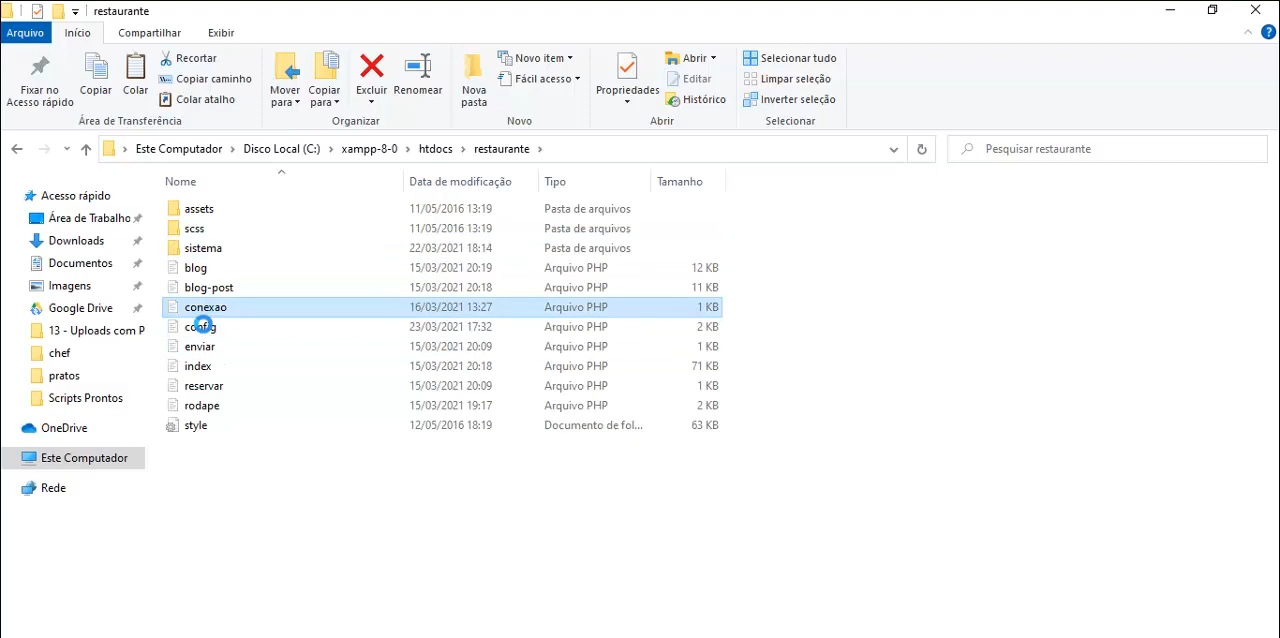 restaurante
Arquivo Início Compartilhar Exibir
Fixar no Acesso rápido
Copiar
Colar
Recortar
Copiar caminho
Colar atalho
Mover para
Copiar para
Excluir
Renomear
Nova pasta
Novo item
Fácil acesso
Propriedades
Abrir
Editar
Histórico
Selecionar tudo
Limpar seleção
Inverter seleção
Área de Transferência Organizar Novo Abrir Selecionar
Este Computador > Disco Local (C:) > xampp-8-0 > htdocs > restaurante >
Pesquisar restaurante
Acesso rápido
Área de Trabalho
Downloads
Documentos
Imagens
Google Drive
13 - Uploads com P
chef
pratos
Scripts Prontos
OneDrive
Este Computador
Rede
Nome Data de modificação Tipo Tamanho
assets 11/05/2016 13:19 Pasta de arquivos
scss 11/05/2016 13:19 Pasta de arquivos
sistema 22/03/2021 18:14 Pasta de arquivos
blog 15/03/2021 20:19 Arquivo PHP 12 KB
blog-post 15/03/2021 20:18 Arquivo PHP 11 KB
conexao 16/03/2021 13:27 Arquivo PHP 1 KB
config 23/03/2021 17:32 Arquivo PHP 2 KB
enviar 15/03/2021 20:09 Arquivo PHP 1 KB
index 15/03/2021 20:18 Arquivo PHP 71 KB
reservar 15/03/2021 20:09 Arquivo PHP 1 KB
rodape 15/03/2021 19:17 Arquivo PHP 2 KB
style 12/05/2016 18:19 Documento de fol... 63 KB